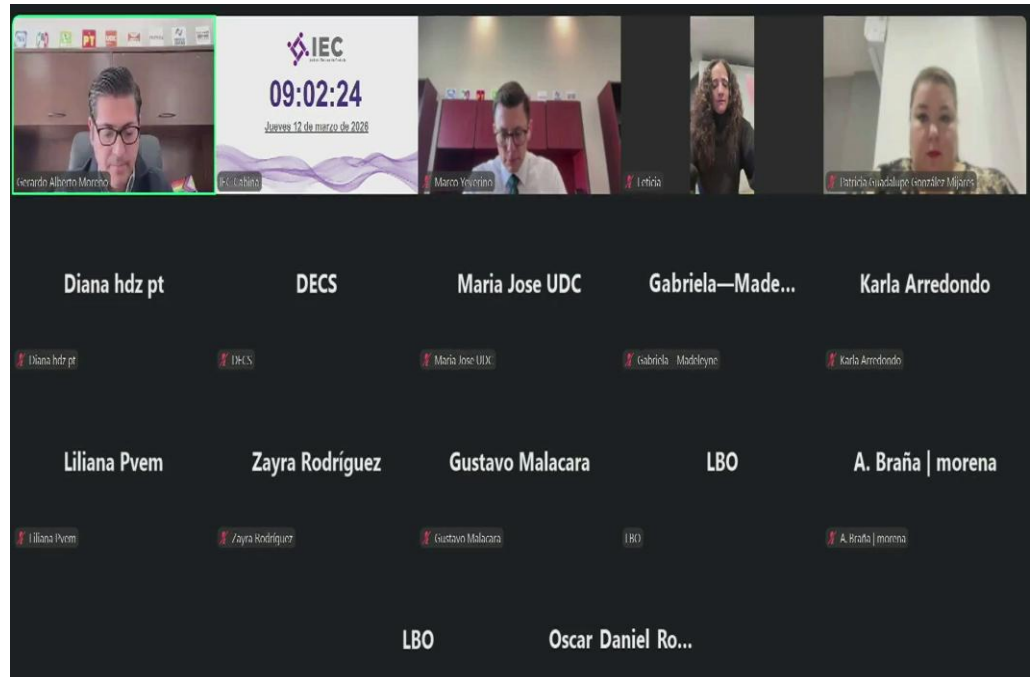 PT
IEC
09:02:24
Jueves 12 de marzo de 2026
Gerardo Alberto Moreno
IEC Cabina
Marco Yeverino
Leticia
Patricia Guadalupe González Mijares
Diana hdz pt
DECS
Maria Jose UDC
Gabriela—Made...
Karla Arredondo
Diana hdz pt
DECS
Maria Jose UDC
Gabriela Madeleyne
Karla Arredondo
Liliana Pvem
Zayra Rodríguez
Gustavo Malacara
LBO
A. Braña | morena
Liliana Pvem
Zayra Rodríguez
Gustavo Malacara
LBO
A. Braña | morena
LBO
Oscar Daniel Ro...